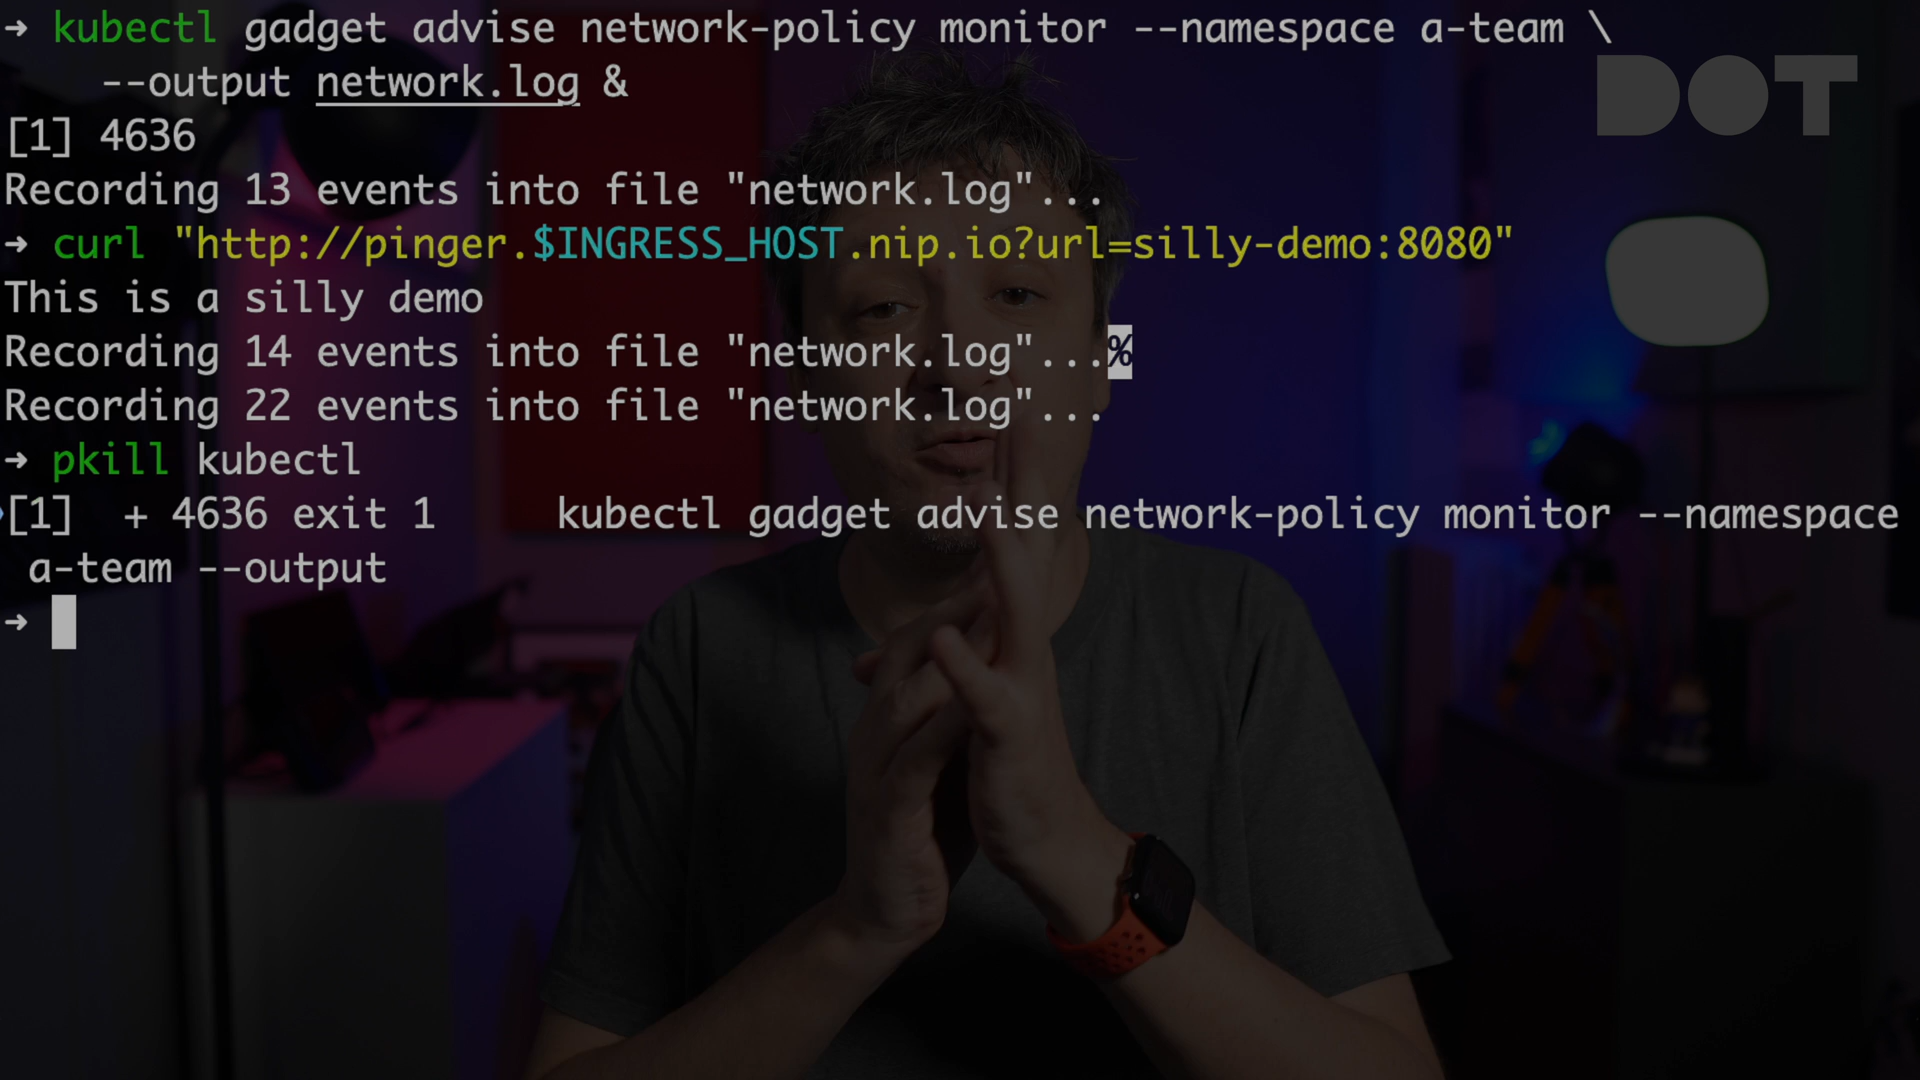 → kubectl gadget advise network-policy monitor --namespace a-team \
--output network.log &
DOT
[1] 4636
Recording 13 events into file "network.log"...
→ curl "http://pinger.$INGRESS_HOST.nip.io?url=silly-demo:8080"
This is a silly demo
Recording 14 events into file "network.log"...%
Recording 22 events into file "network.log"...
→ pkill kubectl
[1]  + 4636 exit 1     kubectl gadget advise network-policy monitor --namespace
a-team --output
→